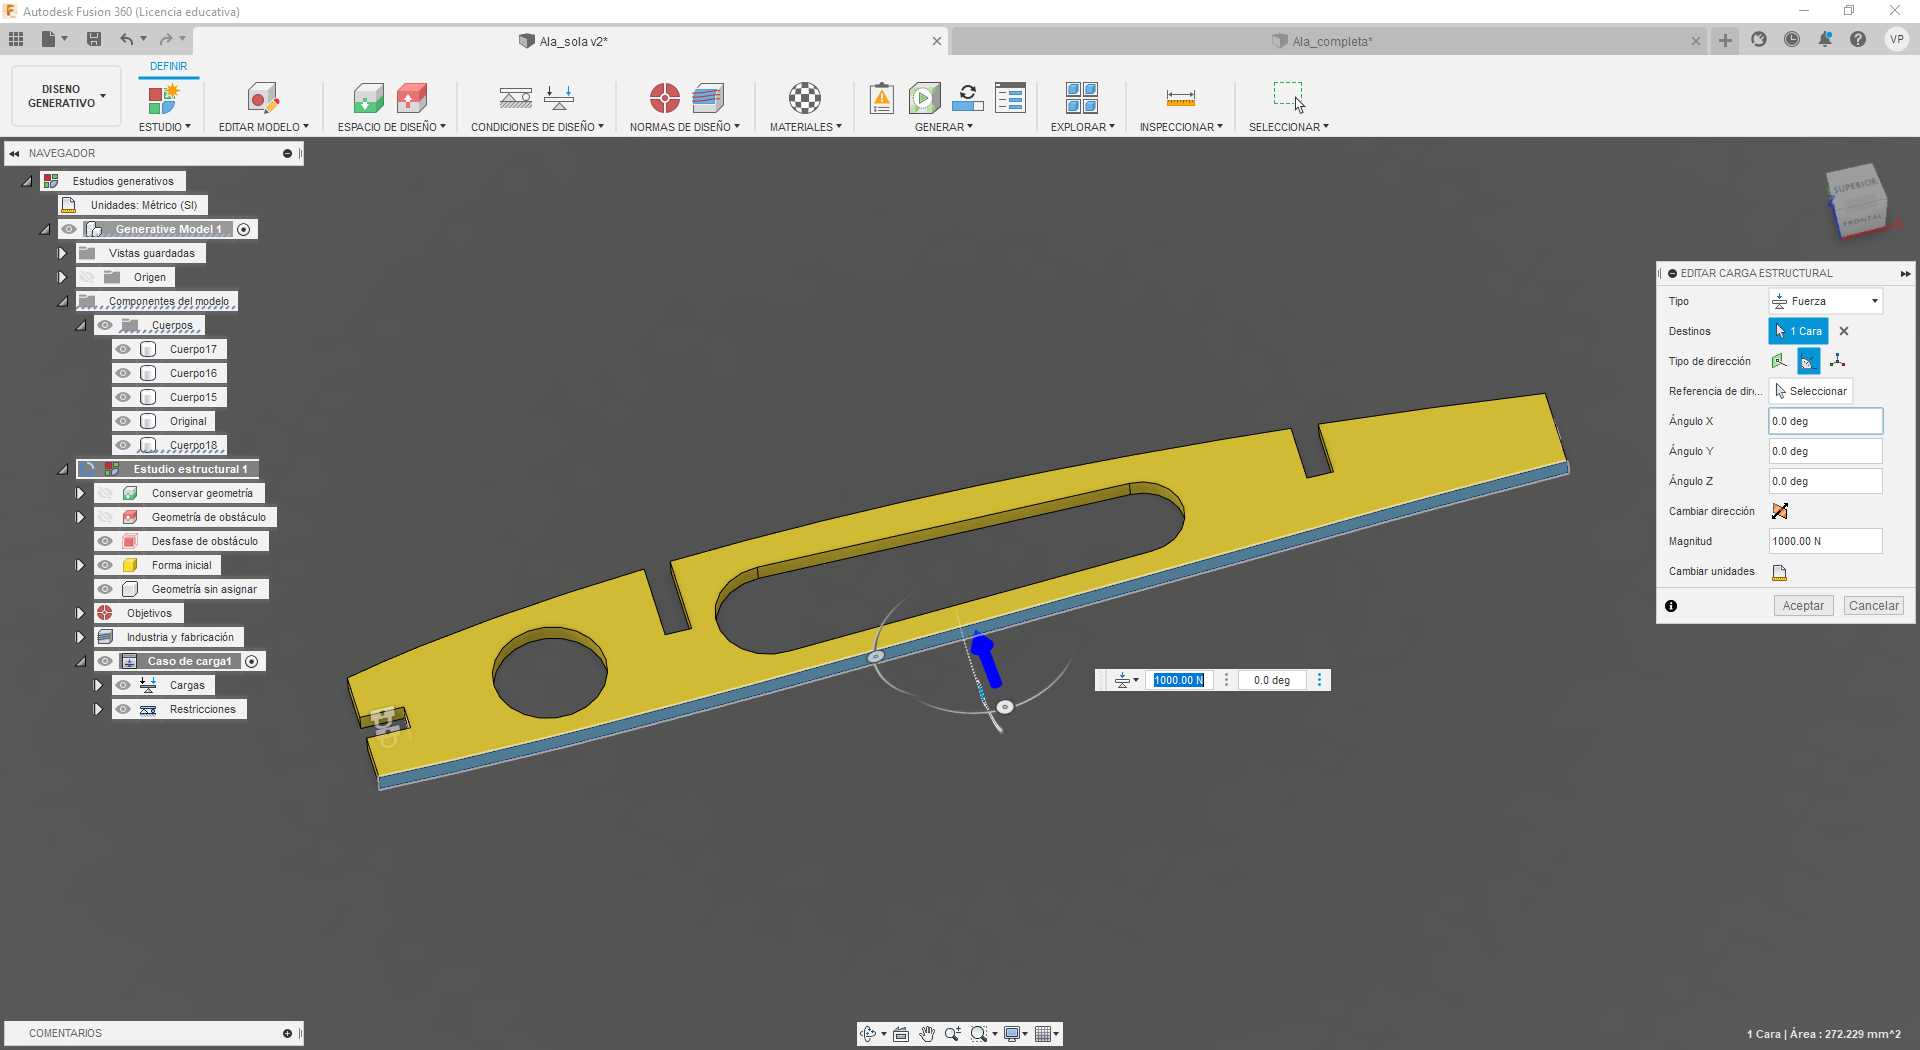 Autodesk Fusion 360 (Licencia educativa)
Ala_sola v2*
Ala_completa*
VP
DISENO GENERATIVO
DEFINIR
ESTUDIO
EDITAR MODELO
ESPACIO DE DISEÑO
CONDICIONES DE DISEÑO
NORMAS DE DISEÑO
MATERIALES
GENERAR
EXPLORAR
INSPECCIONAR
SELECCIONAR
NAVEGADOR
Estudios generativos
Unidades: Métrico (SI)
Generative Model 1
Vistas guardadas
Origen
Componentes del modelo
Cuerpos
Cuerpo17
Cuerpo16
Cuerpo15
Original
Cuerpo18
Estudio estructural 1
Conservar geometría
Geometría de obstáculo
Desfase de obstáculo
Forma inicial
Geometría sin asignar
Objetivos
Industria y fabricación
Caso de carga1
Cargas
Restricciones
SUPERIOR
FRONTAL
Z
X
EDITAR CARGA ESTRUCTURAL
Tipo Fuerza
Destinos 1 Cara
Tipo de dirección
Referencia de dir... Seleccionar
Ángulo X 0.0 deg
Ángulo Y 0.0 deg
Ángulo Z 0.0 deg
Cambiar dirección
Magnitud 1000.00 N
Cambiar unidades
Aceptar Cancelar
1000.00 N 0.0 deg
COMENTARIOS
1 Cara | Área : 272.229 mm^2